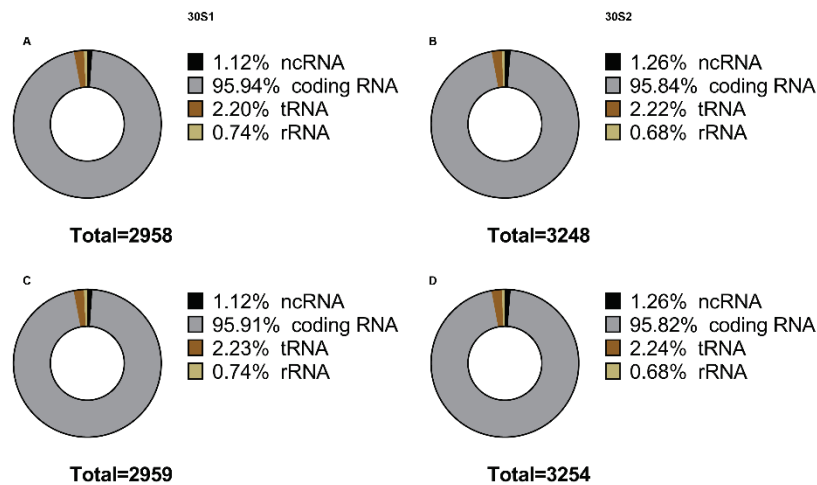 30S1
30S2
A
1.12% ncRNA
95.94% coding RNA
2.20% tRNA
0.74% rRNA
Total=2958
B
1.26% ncRNA
95.84% coding RNA
2.22% tRNA
0.68% rRNA
Total=3248
C
1.12% ncRNA
95.91% coding RNA
2.23% tRNA
0.74% rRNA
Total=2959
D
1.26% ncRNA
95.82% coding RNA
2.24% tRNA
0.68% rRNA
Total=3254